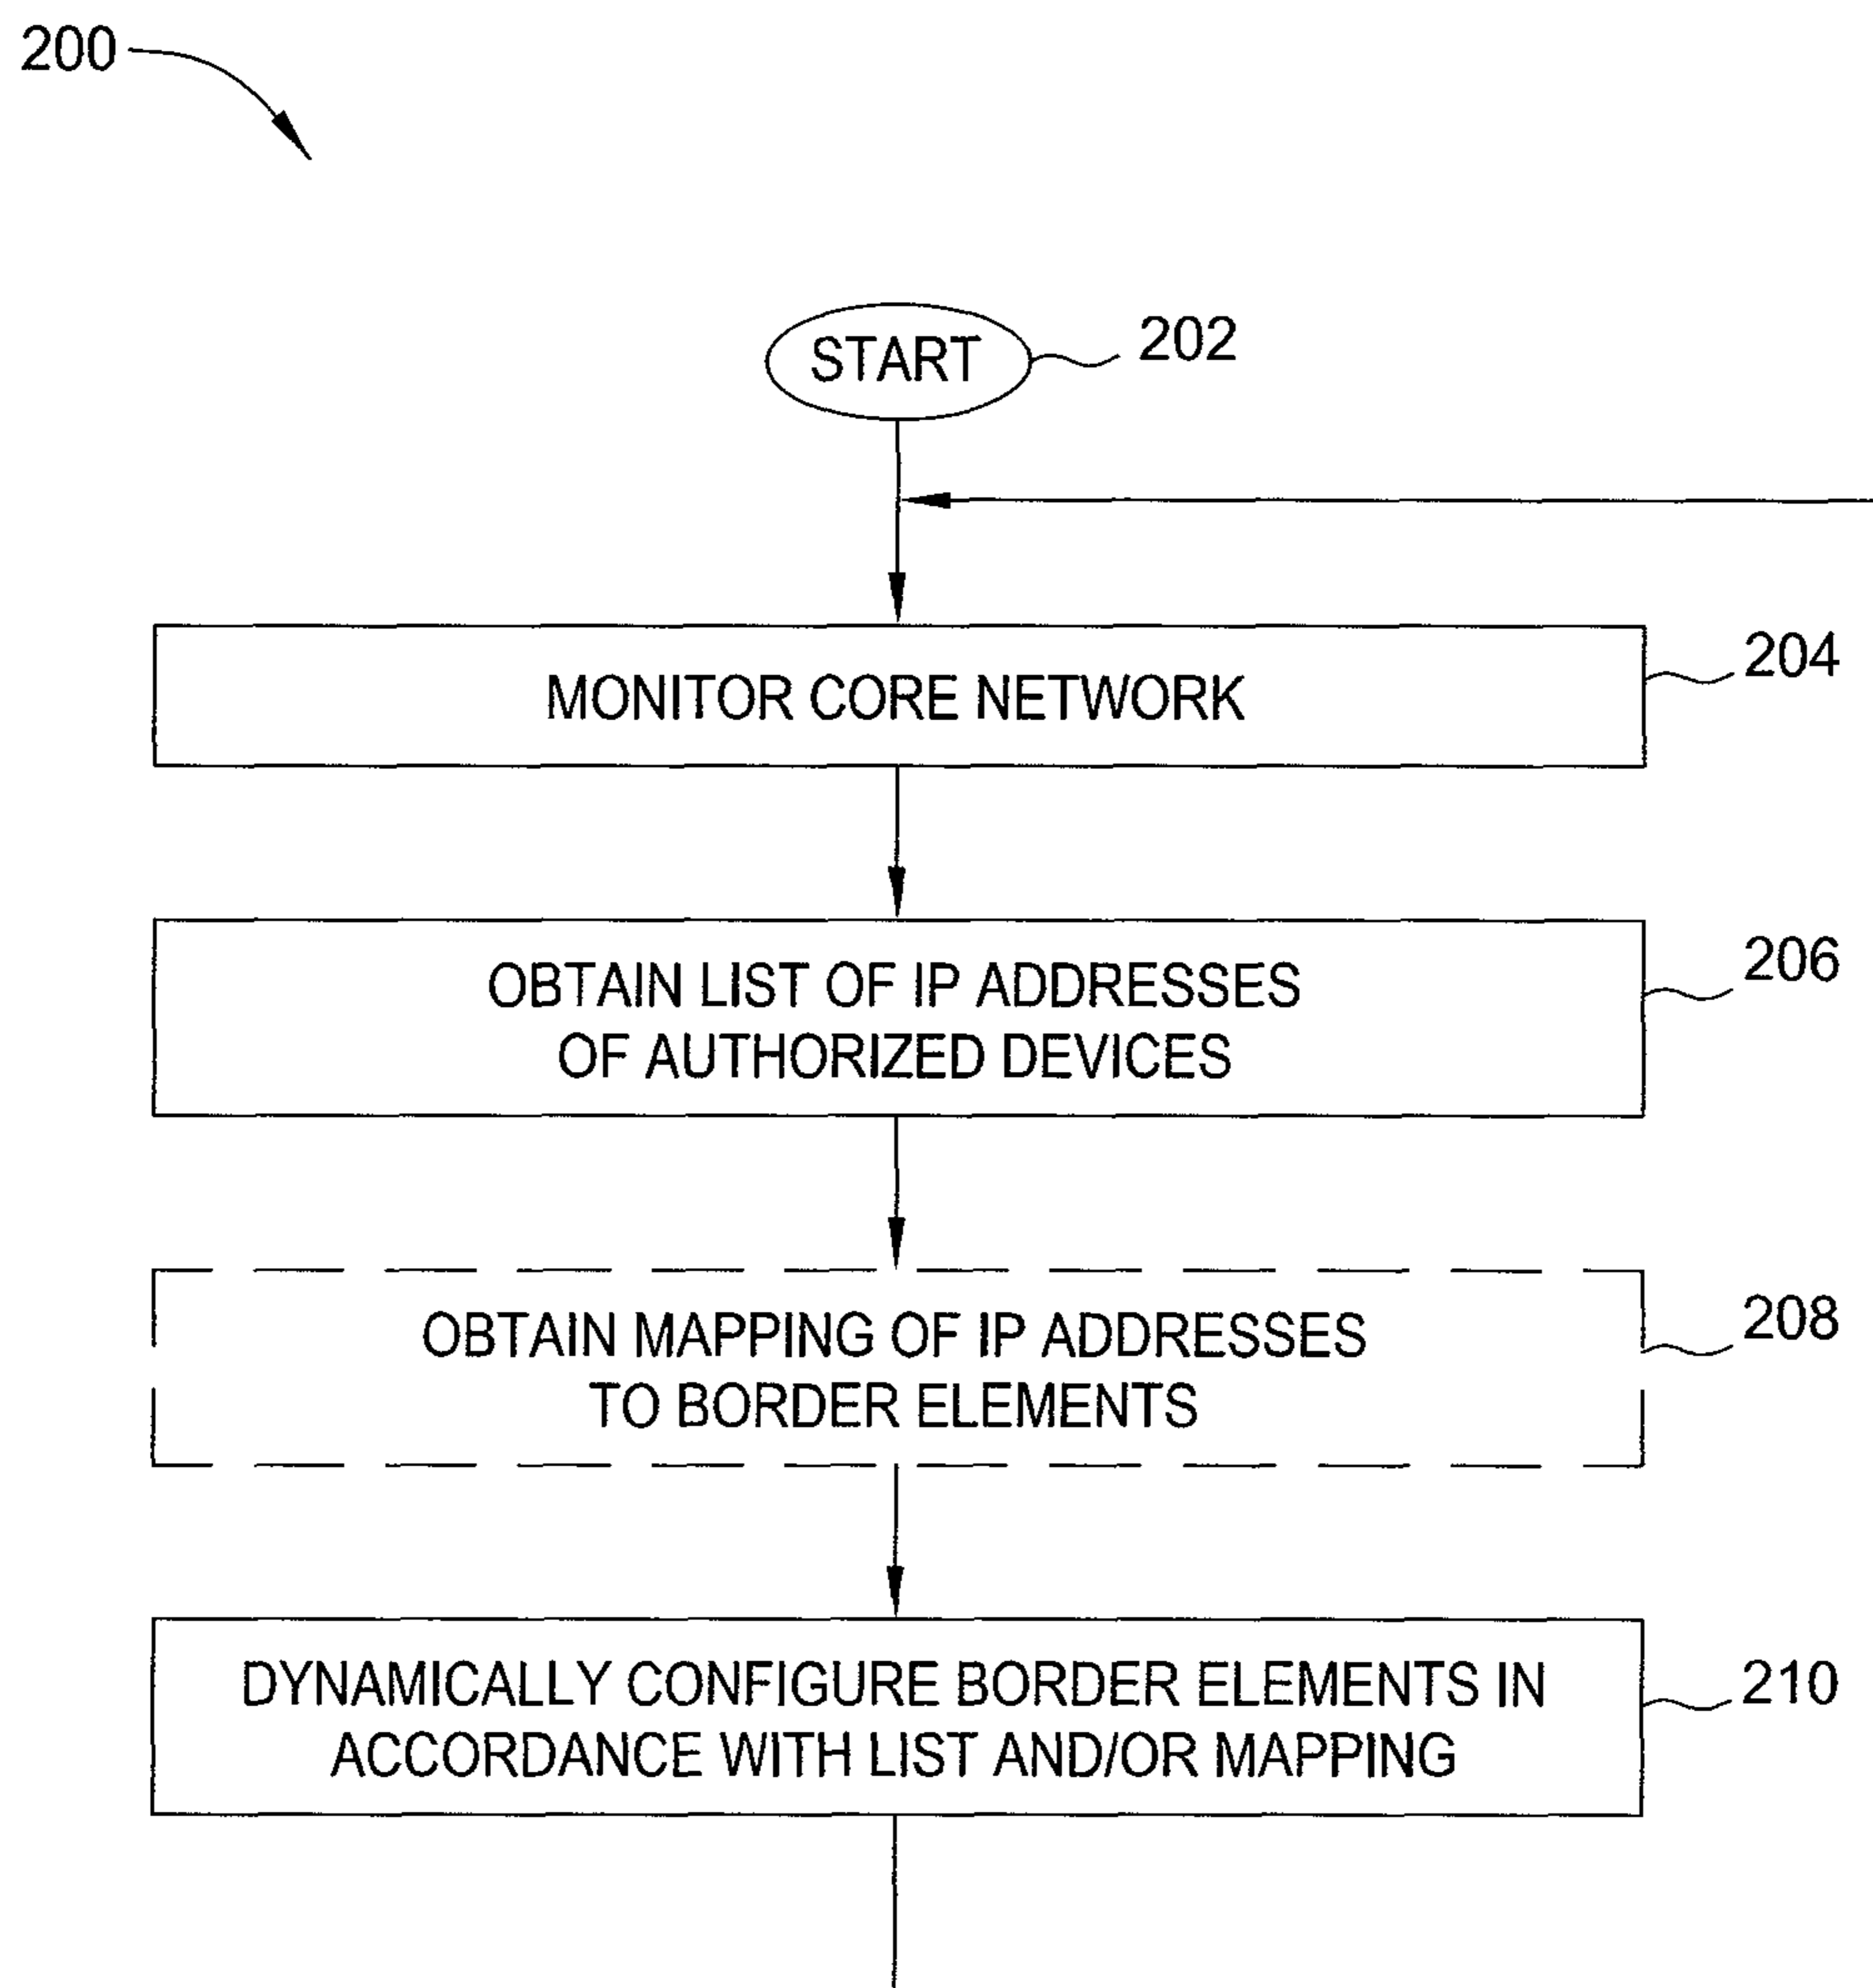 200
START
202
MONITOR CORE NETWORK
204
OBTAIN LIST OF IP ADDRESSES
OF AUTHORIZED DEVICES
206
OBTAIN MAPPING OF IP ADDRESSES
TO BORDER ELEMENTS
208
DYNAMICALLY CONFIGURE BORDER ELEMENTS IN
ACCORDANCE WITH LIST AND/OR MAPPING
210